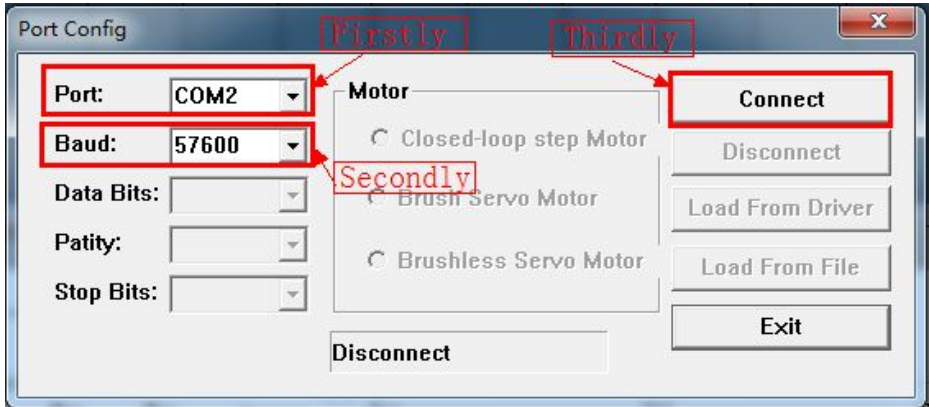 Port Config
Firstly
Thirdly
Port:
COM2
Motor
Connect
Baud:
57600
Closed-loop step Motor
Disconnect
Secondly
Data Bits:
Brush Servo Motor
Load From Driver
Patity:
Brushless Servo Motor
Load From File
Stop Bits:
Exit
Disconnect